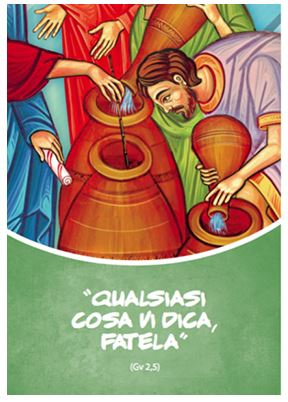 “QUALSIASI
COSA VI DICA,
FATELA”
(Gv 2,5)